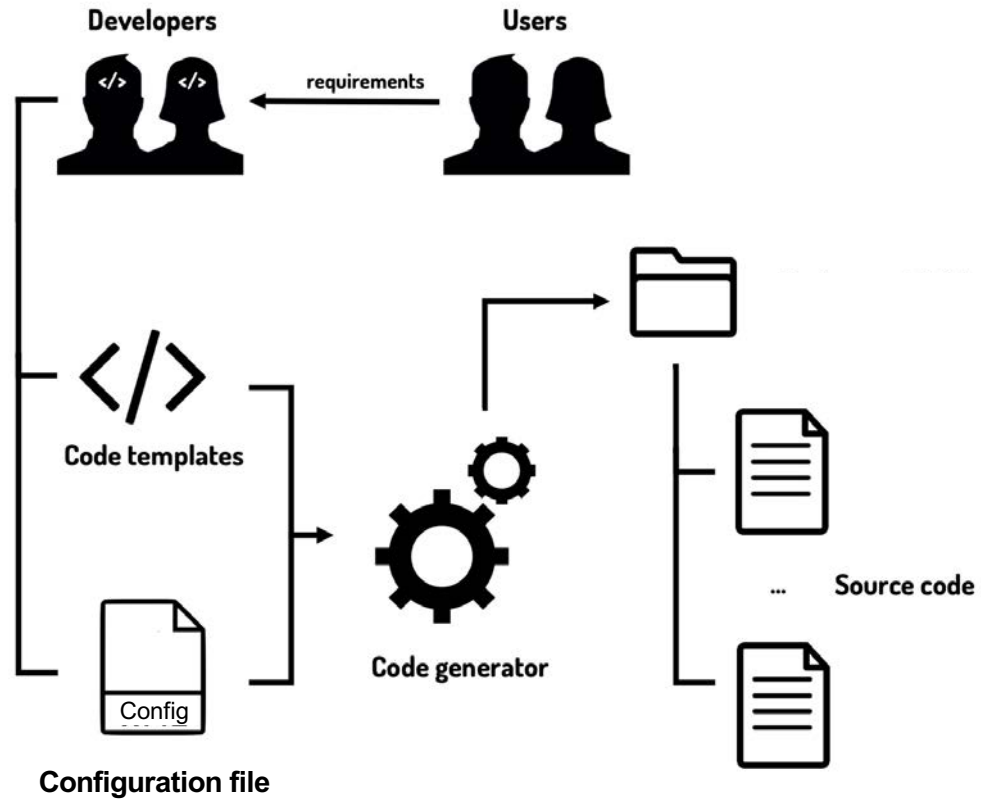 Developers
Users
</>
</>
requirements
Code templates
Code generator
...
Source code
Config
Configuration file